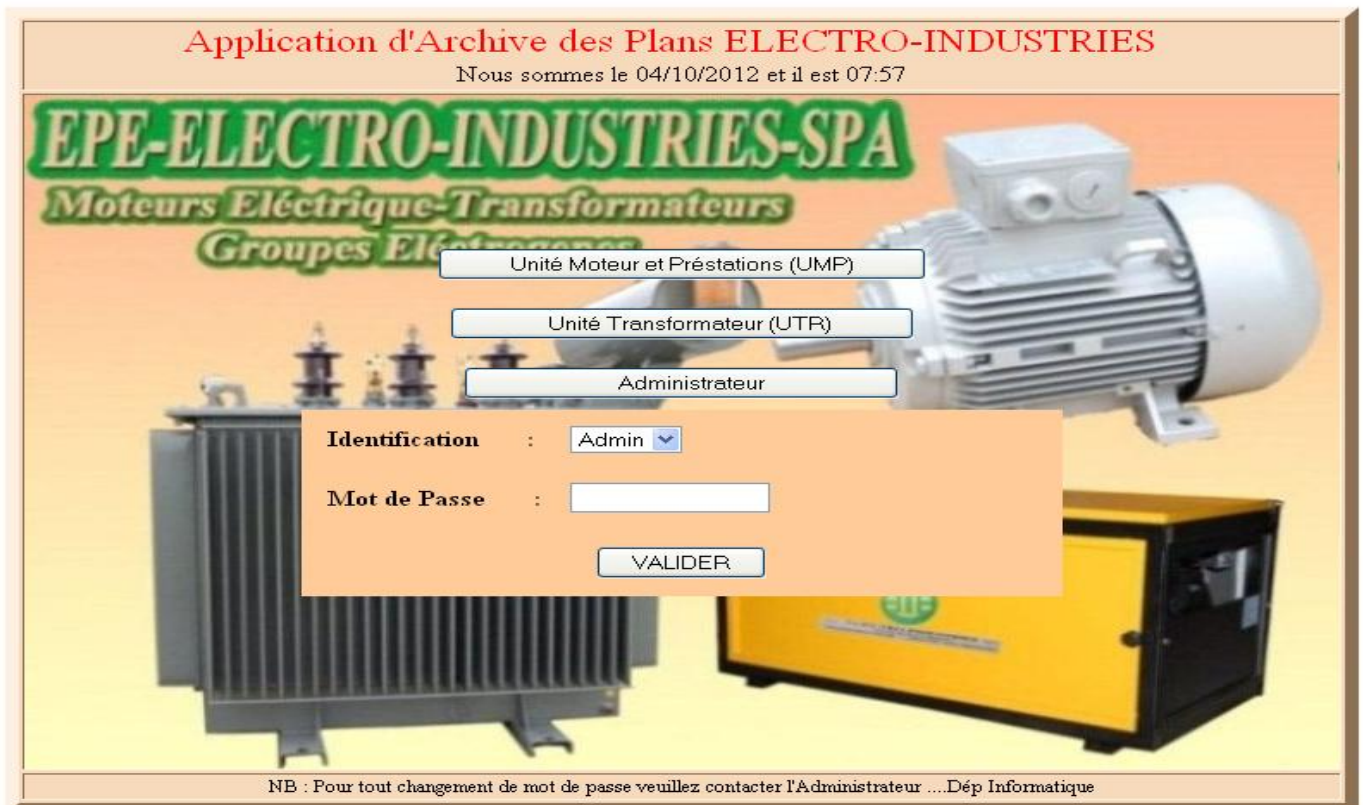 Application d'Archive des Plans ELECTRO-INDUSTRIES
Nous sommes le 04/10/2012 et il est 07:57
EPE-ELECTRO-INDUSTRIES-SPA
Moteurs Eléctrique-Transformateurs
Groupes Eléctrogenes
Unité Moteur et Préstations (UMP)
Unité Transformateur (UTR)
Administrateur
Identification : Admin
Mot de Passe :
VALIDER
NB : Pour tout changement de mot de passe veuillez contacter l'Administrateur ....Dép Informatique